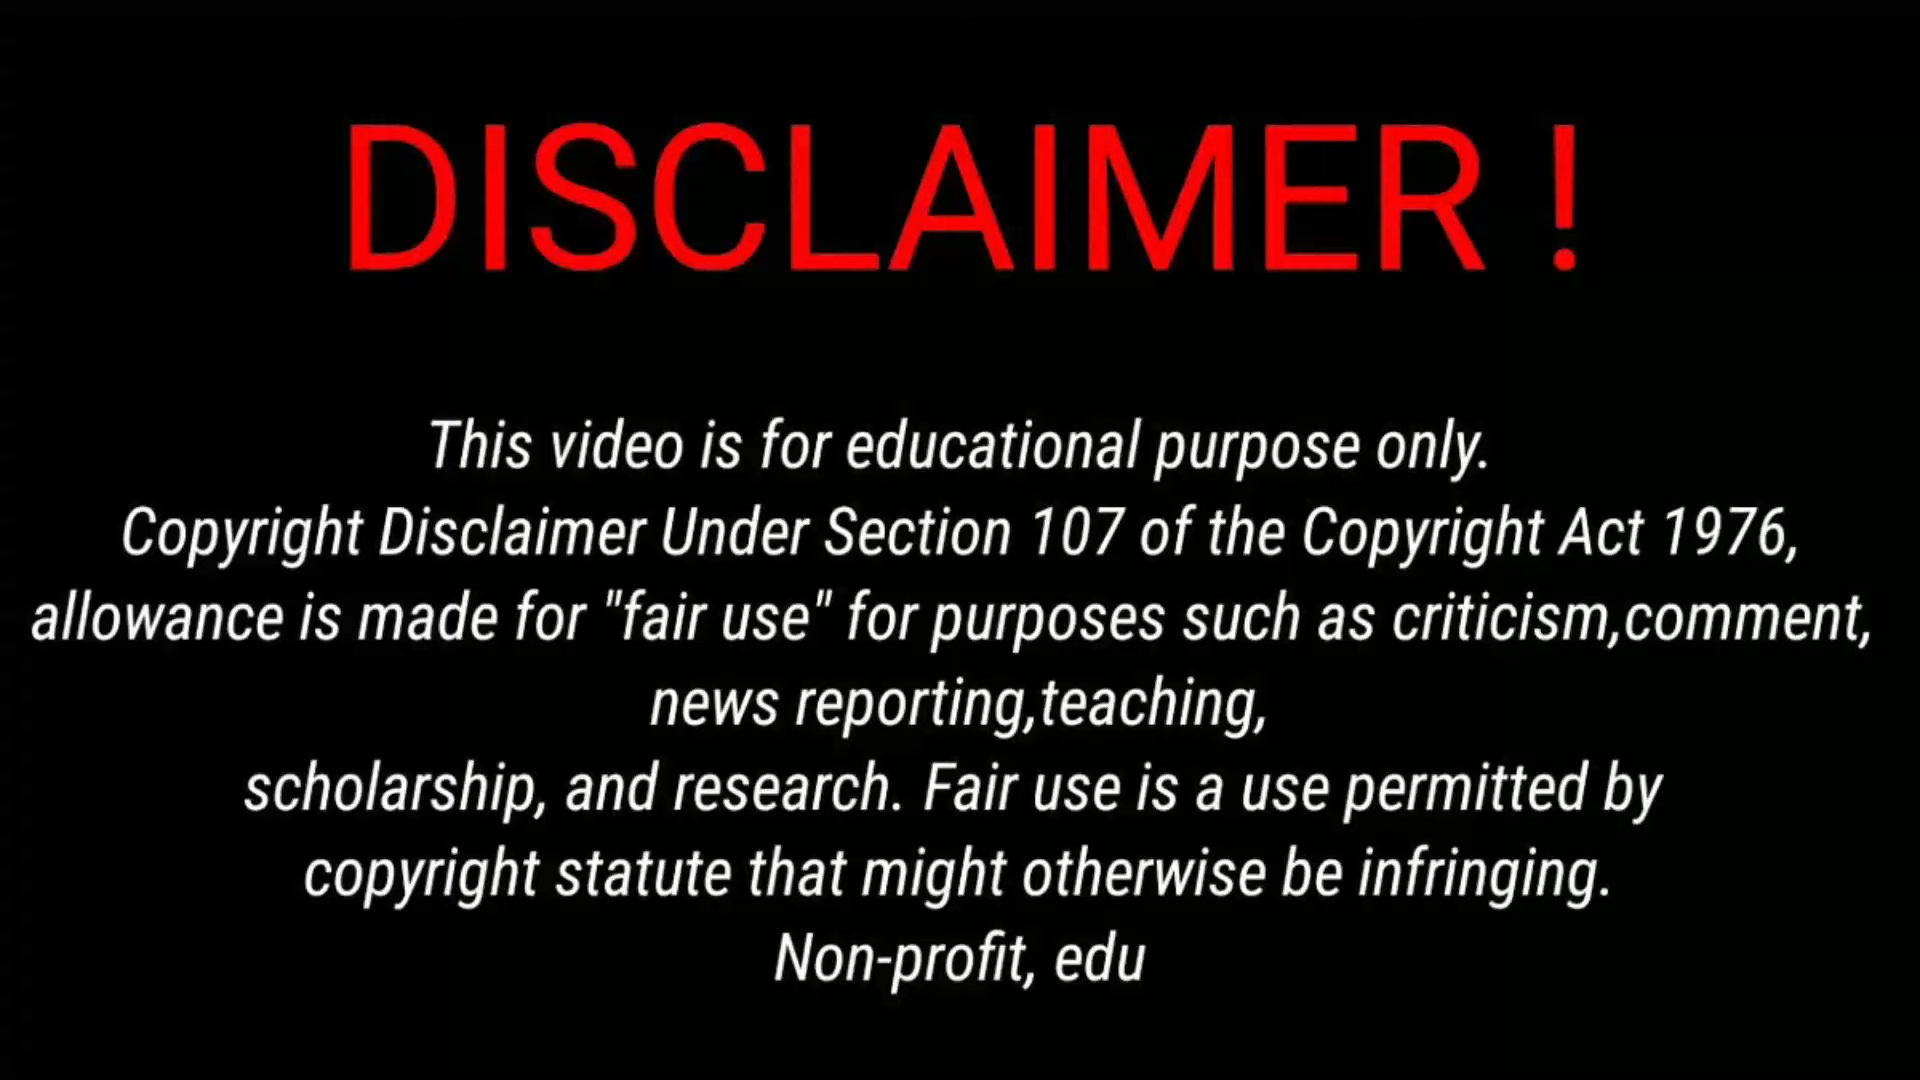 DISCLAIMER !
This video is for educational purpose only.
Copyright Disclaimer Under Section 107 of the Copyright Act 1976,
allowance is made for "fair use" for purposes such as criticism,comment,
news reporting,teaching,
scholarship, and research. Fair use is a use permitted by
copyright statute that might otherwise be infringing.
Non-profit, edu